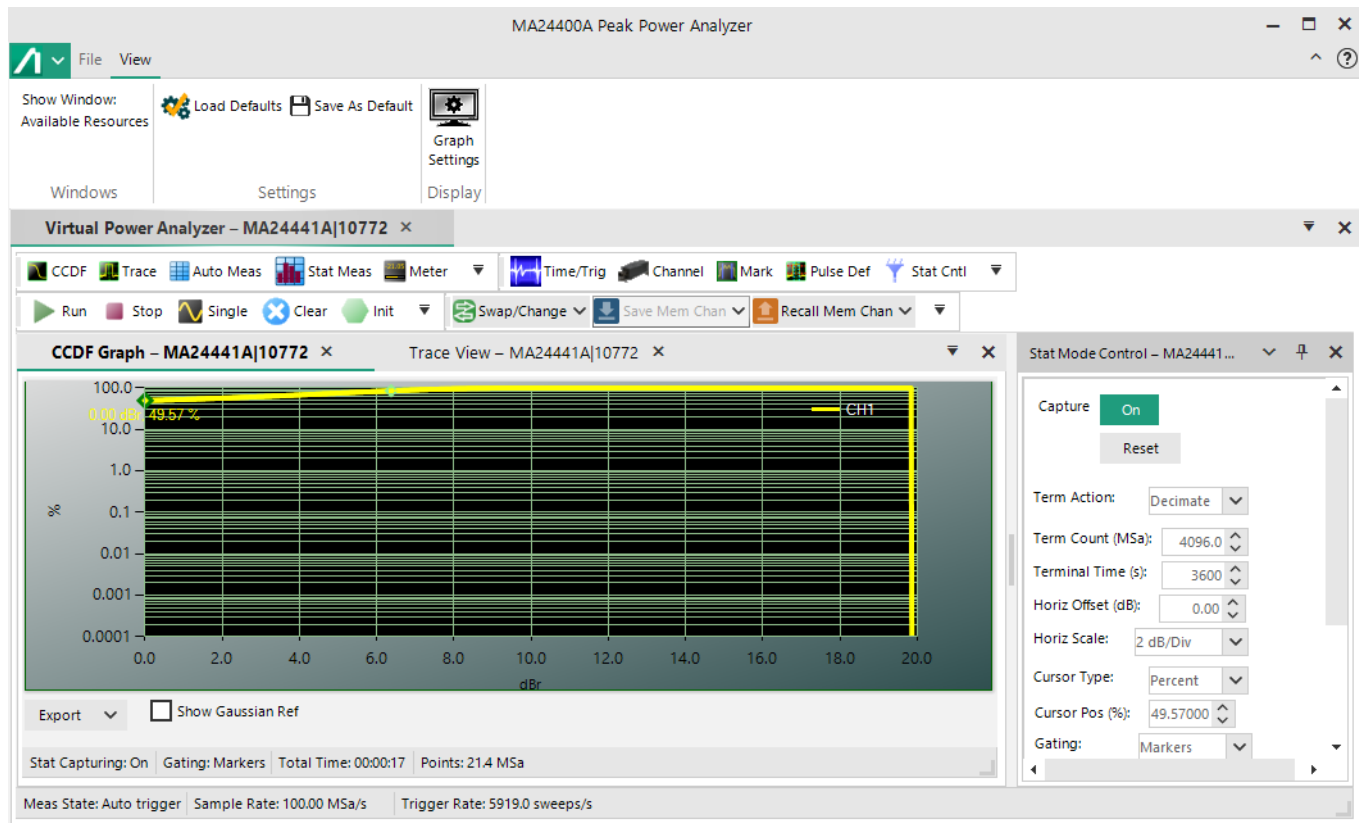 MA24400A Peak Power Analyzer
File View
Show Window:
Available Resources
Load Defaults Save As Default
Graph
Settings
Windows Settings Display
Virtual Power Analyzer – MA24441A|10772
CCDF Trace Auto Meas Stat Meas Meter Time/Trig Channel Mark Pulse Def Stat Cntl
Run Stop Single Clear Init Swap/Change Save Mem Chan Recall Mem Chan
CCDF Graph – MA24441A|10772 Trace View – MA24441A|10772
100.0
0.00 dBr, 49.57 %
CH1
10.0
1.0
0.1
%
0.01
0.001
0.0001
0.0 2.0 4.0 6.0 8.0 10.0 12.0 14.0 16.0 18.0 20.0
dBr
Export Show Gaussian Ref
Stat Capturing: On Gating: Markers Total Time: 00:00:17 Points: 21.4 MSa
Stat Mode Control – MA24441...
Capture On
Reset
Term Action: Decimate
Term Count (MSa): 4096.0
Terminal Time (s): 3600
Horiz Offset (dB): 0.00
Horiz Scale: 2 dB/Div
Cursor Type: Percent
Cursor Pos (%): 49.57000
Gating: Markers
Meas State: Auto trigger Sample Rate: 100.00 MSa/s Trigger Rate: 5919.0 sweeps/s